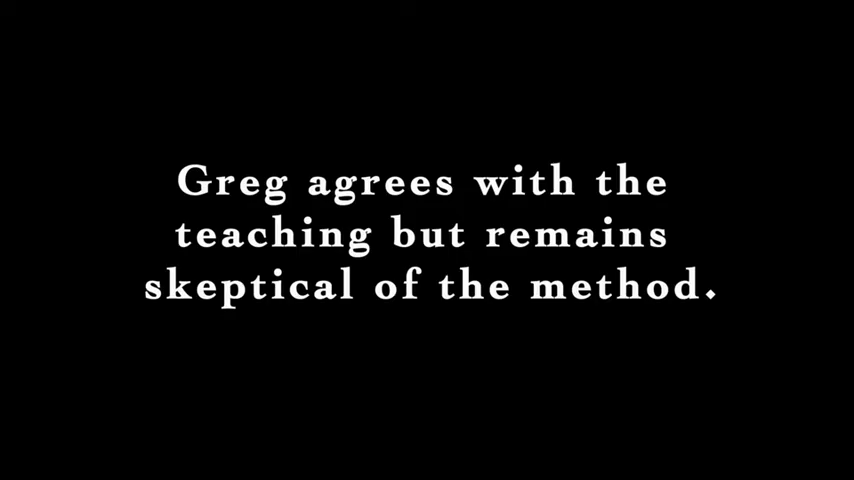 Greg agrees with the
teaching but remains
skeptical of the method.